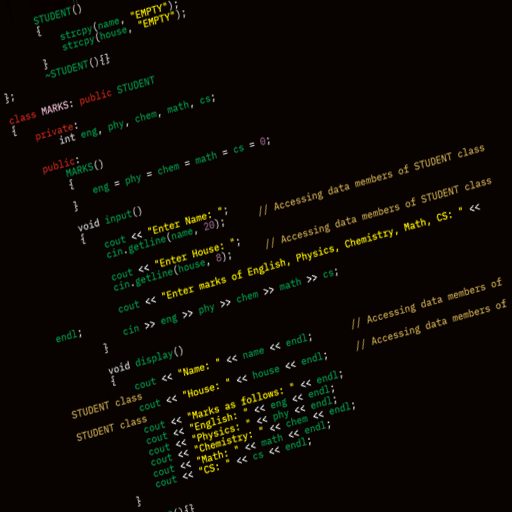 STUDENT()
{ strcpy(name, "EMPTY");
strcpy(house, "EMPTY");
}
~STUDENT(){}
};
class MARKS: public STUDENT
{ private:
int eng, phy, chem, math, cs;
public:
MARKS()
{
eng = phy = chem = math = cs = 0;
}
void input()
{
cout << "Enter Name: "; // Accessing data members of STUDENT class
cin.getline(name, 20);
cout << "Enter House: "; // Accessing data members of STUDENT class
cin.getline(house, 8);
cout << "Enter marks of English, Physics, Chemistry, Math, CS: " <<
endl;
cin >> eng >> phy >> chem >> math >> cs;
}
void display()
{
cout << "Name: " << name << endl; // Accessing data members of
STUDENT class
cout << "House: " << house << endl; // Accessing data members of
STUDENT class
cout << "Marks as follows: " << endl;
cout << "English: " << eng << endl;
cout << "Physics: " << phy << endl;
cout << "Chemistry: " << chem << endl;
cout << "Math: " << math << endl;
cout << "CS: " << cs << endl;
}